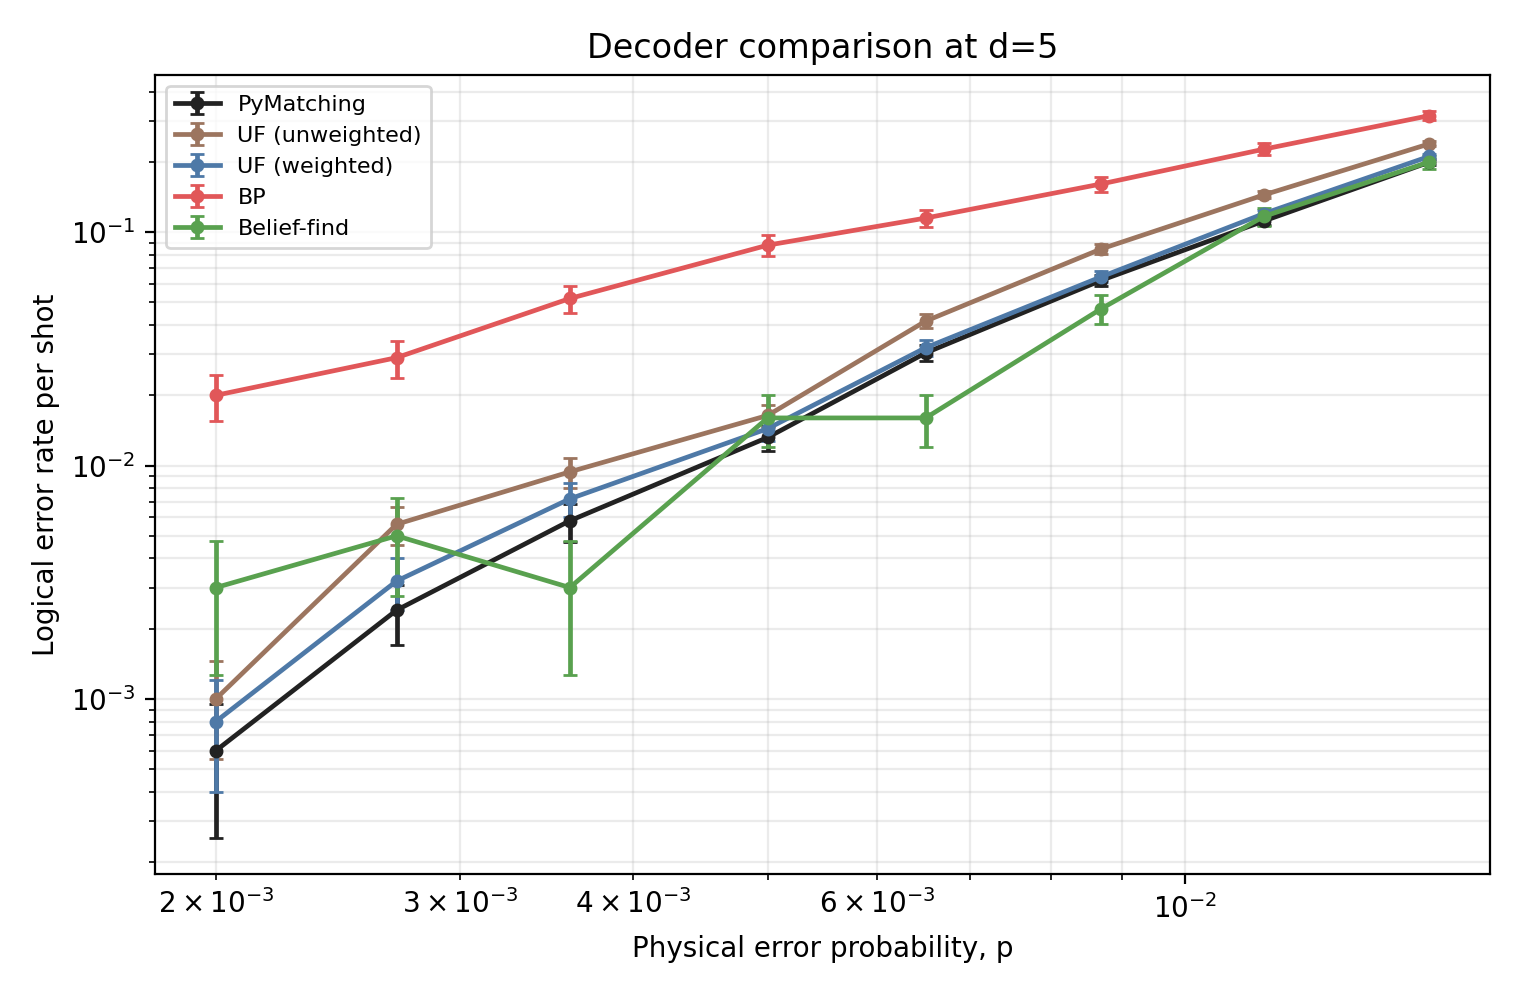 Decoder comparison at d=5
PyMatching
UF (unweighted)
UF (weighted)
BP
Belief-find
Logical error rate per shot
10⁻¹
10⁻²
10⁻³
2 × 10⁻³
3 × 10⁻³
4 × 10⁻³
6 × 10⁻³
10⁻²
Physical error probability, p